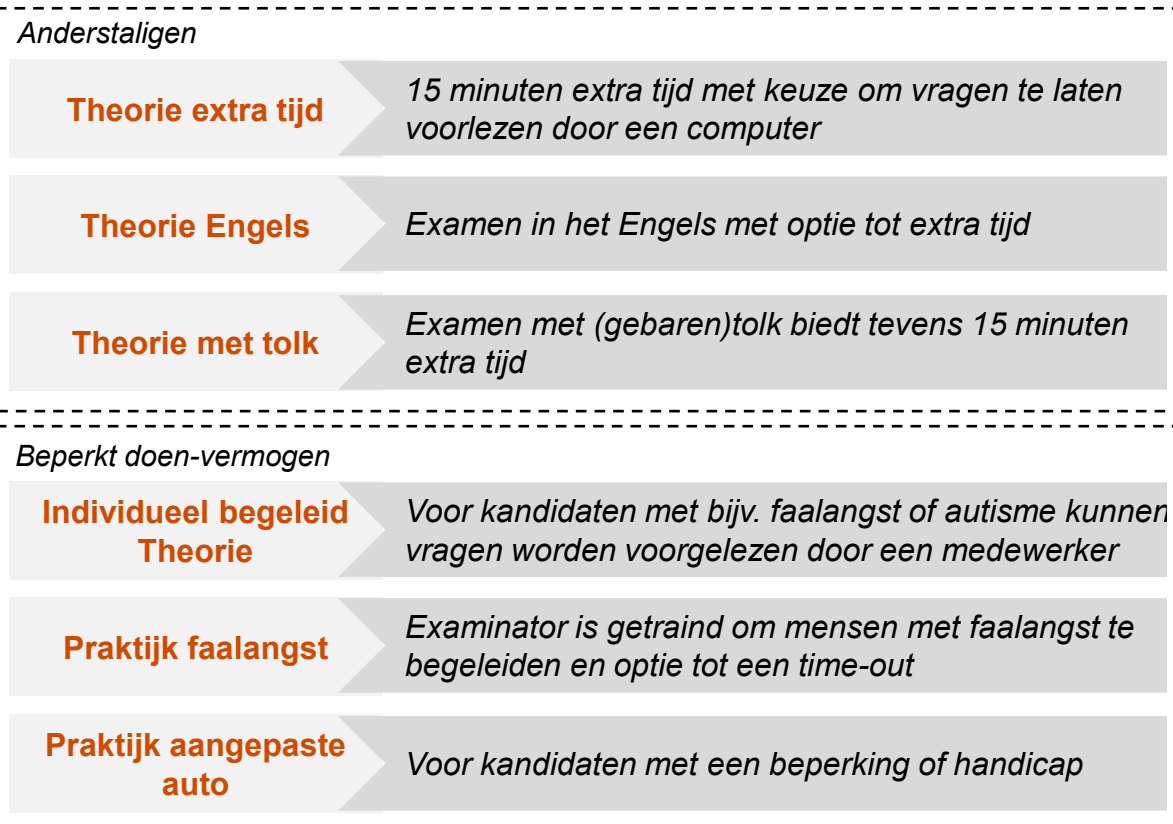 Anderstaligen
Theorie extra tijd
15 minuten extra tijd met keuze om vragen te laten
voorlezen door een computer
Theorie Engels
Examen in het Engels met optie tot extra tijd
Theorie met tolk
Examen met (gebaren)tolk biedt tevens 15 minuten
extra tijd
Beperkt doen-vermogen
Individueel begeleid
Theorie
Voor kandidaten met bijv. faalangst of autisme kunnen
vragen worden voorgelezen door een medewerker
Praktijk faalangst
Examinator is getraind om mensen met faalangst te
begeleiden en optie tot een time-out
Praktijk aangepaste
auto
Voor kandidaten met een beperking of handicap